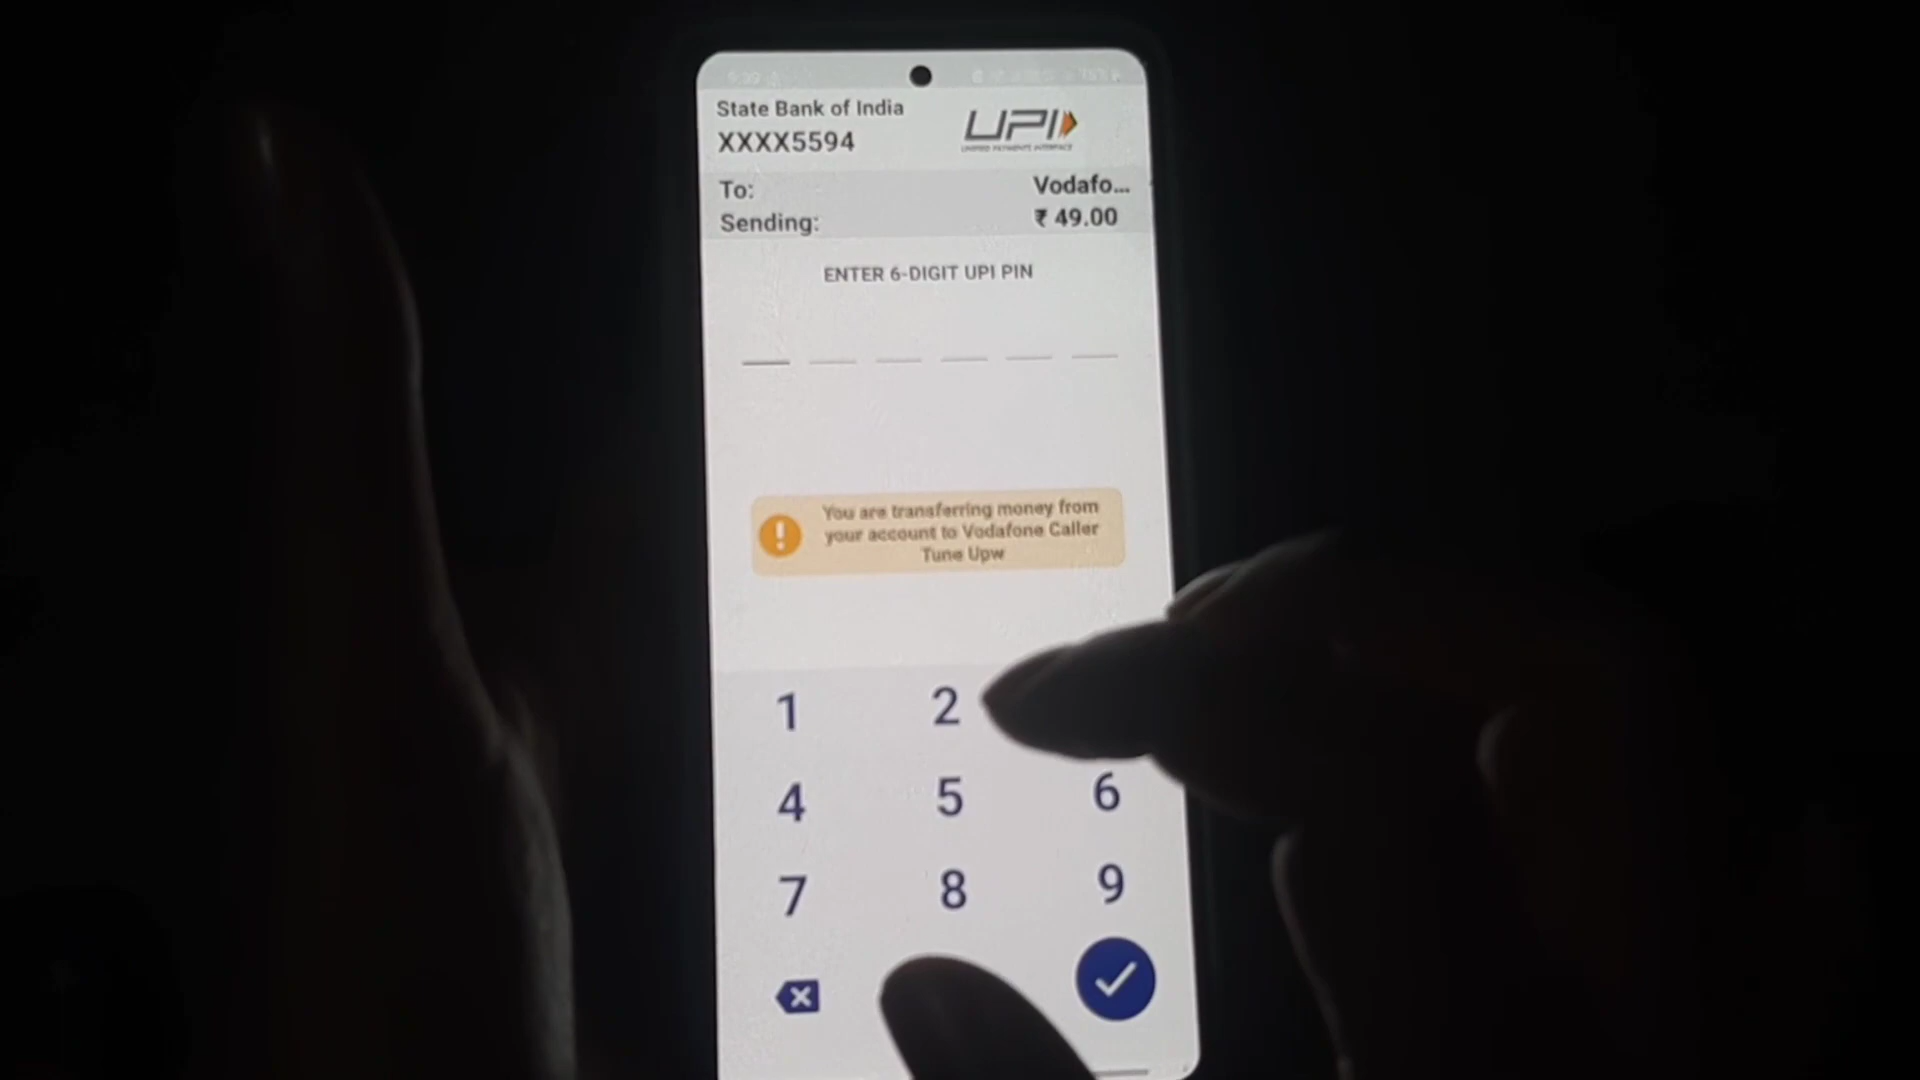 State Bank of India
XXXX5594
UPI
UNIFIED PAYMENTS INTERFACE
To: Vodafo...
Sending: ₹ 49.00
ENTER 6-DIGIT UPI PIN
You are transferring money from
your account to Vodafone Caller
Tune Upw
1 2
4 5 6
7 8 9